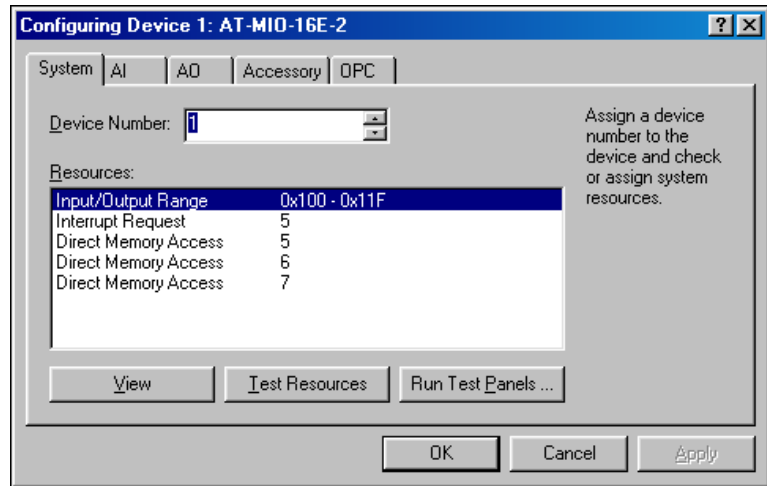 Configuring Device 1: AT-MIO-16E-2
System AI AO Accessory OPC
Device Number: 1
Assign a device
number to the
device and check
or assign system
resources.
Resources:
Input/Output Range 0x100 - 0x11F
Interrupt Request 5
Direct Memory Access 5
Direct Memory Access 6
Direct Memory Access 7
View Test Resources Run Test Panels ...
OK Cancel Apply